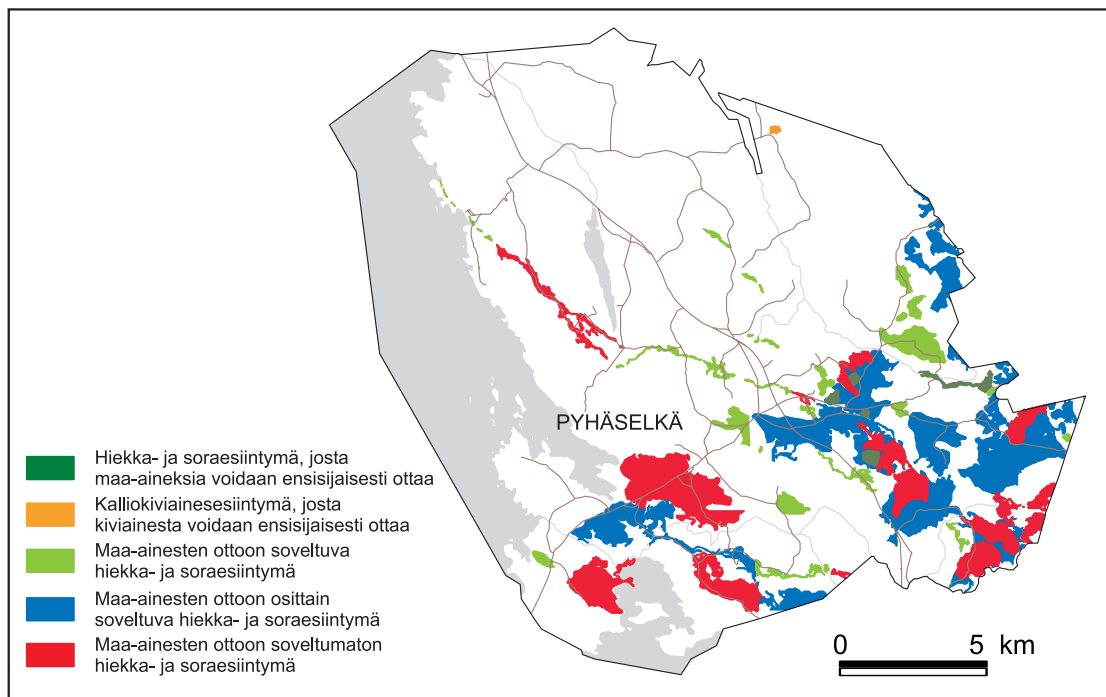 PYHÄSELKÄ
Hiekka- ja soraesiintymä, josta
maa-aineksia voidaan ensisijaisesti ottaa
Kalliokiviainesesiintymä, josta
kiviainesta voidaan ensisijaisesti ottaa
Maa-ainesten ottoon soveltuva
hiekka- ja soraesiintymä
Maa-ainesten ottoon osittain
soveltuva hiekka- ja soraesiintymä
Maa-ainesten ottoon soveltumaton
hiekka- ja soraesiintymä
0 5 km